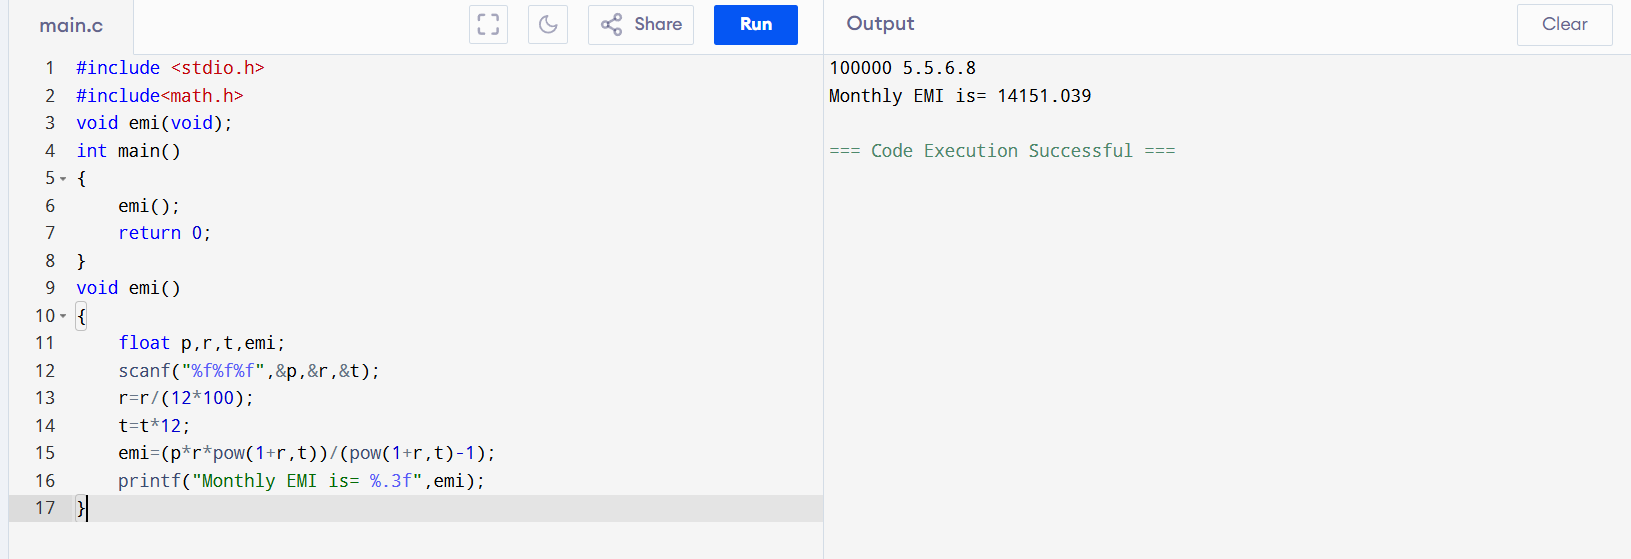 main.c
Share
Run
Output
Clear
1 #include <stdio.h>
2 #include<math.h>
3 void emi(void);
4 int main()
5 {
6 emi();
7 return 0;
8 }
9 void emi()
10 {
11 float p,r,t,emi;
12 scanf("%f%f%f",&p,&r,&t);
13 r=r/(12*100);
14 t=t*12;
15 emi=(p*r*pow(1+r,t))/(pow(1+r,t)-1);
16 printf("Monthly EMI is= %.3f",emi);
17 }
100000 5.5.6.8
Monthly EMI is= 14151.039
=== Code Execution Successful ===